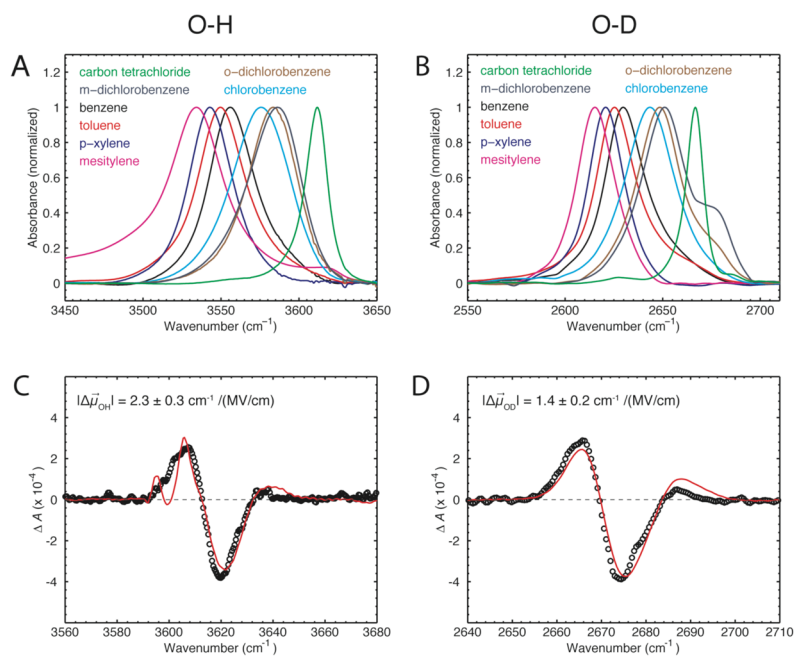 O-H
O-D
A
carbon tetrachloride o−dichlorobenzene
m−dichlorobenzene chlorobenzene
benzene
toluene
p−xylene
mesitylene
Absorbance (normalized)
1
0.8
0.6
0.4
0.2
0
3450 3500 3550 3600 3650
Wavenumber (cm⁻¹)
B
carbon tetrachloride o−dichlorobenzene
m−dichlorobenzene chlorobenzene
benzene
toluene
p−xylene
mesitylene
Absorbance (normalized)
1
0.8
0.6
0.4
0.2
0
2550 2600 2650 2700
Wavenumber (cm⁻¹)
C
|Δμ⃗OH| = 2.3 ± 0.3 cm⁻¹ /(MV/cm)
Δ A (x 10⁻⁴)
4
2
0
-2
-4
3560 3580 3600 3620 3640 3660 3680
Wavenumber (cm⁻¹)
D
|Δμ⃗OD| = 1.4 ± 0.2 cm⁻¹ /(MV/cm)
Δ A (x 10⁻⁴)
4
2
0
-2
-4
2640 2650 2660 2670 2680 2690 2700 2710
Wavenumber (cm⁻¹)